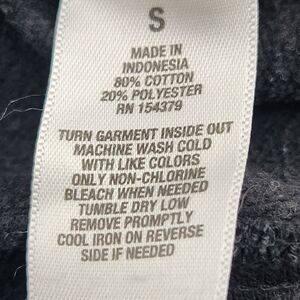 S
MADE IN
INDONESIA
80% COTTON
20% POLYESTER
RN 154379
TURN GARMENT INSIDE OUT
MACHINE WASH COLD
WITH LIKE COLORS
ONLY NON-CHLORINE
BLEACH WHEN NEEDED
TUMBLE DRY LOW
REMOVE PROMPTLY
COOL IRON ON REVERSE
SIDE IF NEEDED